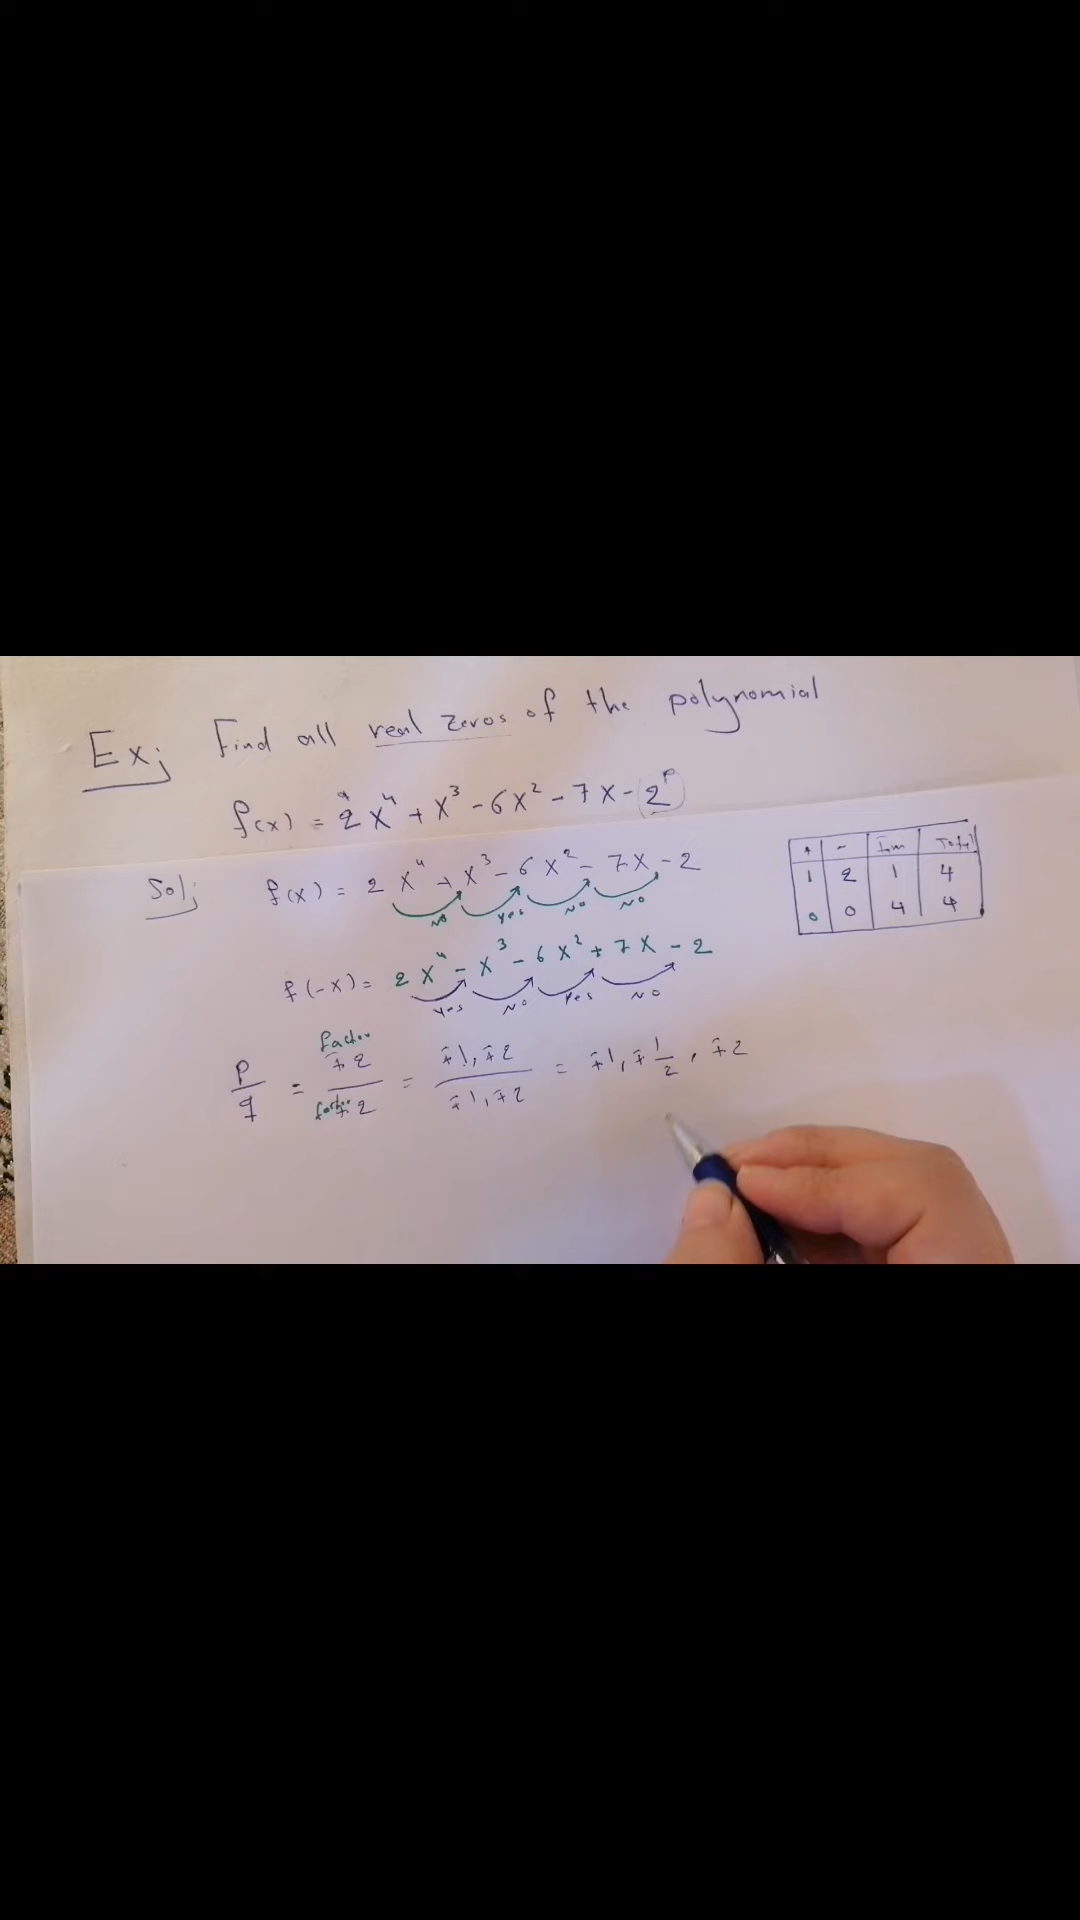 Ex; Find all real zeros of the polynomial
f(x) = 2x⁴ + x³ - 6x² - 7x - 2
q p
Sol; f(x) = 2x⁴ + x³ - 6x² - 7x - 2
No Yes No No
f(-x) = 2x⁴ - x³ - 6x² + 7x - 2
Yes No Yes No
+ - Im Total
1 2 1 4
0 0 4 4
factor
p/q = ∓2/∓2 = ∓1, ∓2/∓1, ∓2 = ∓1, ∓1/2, ∓2
factor